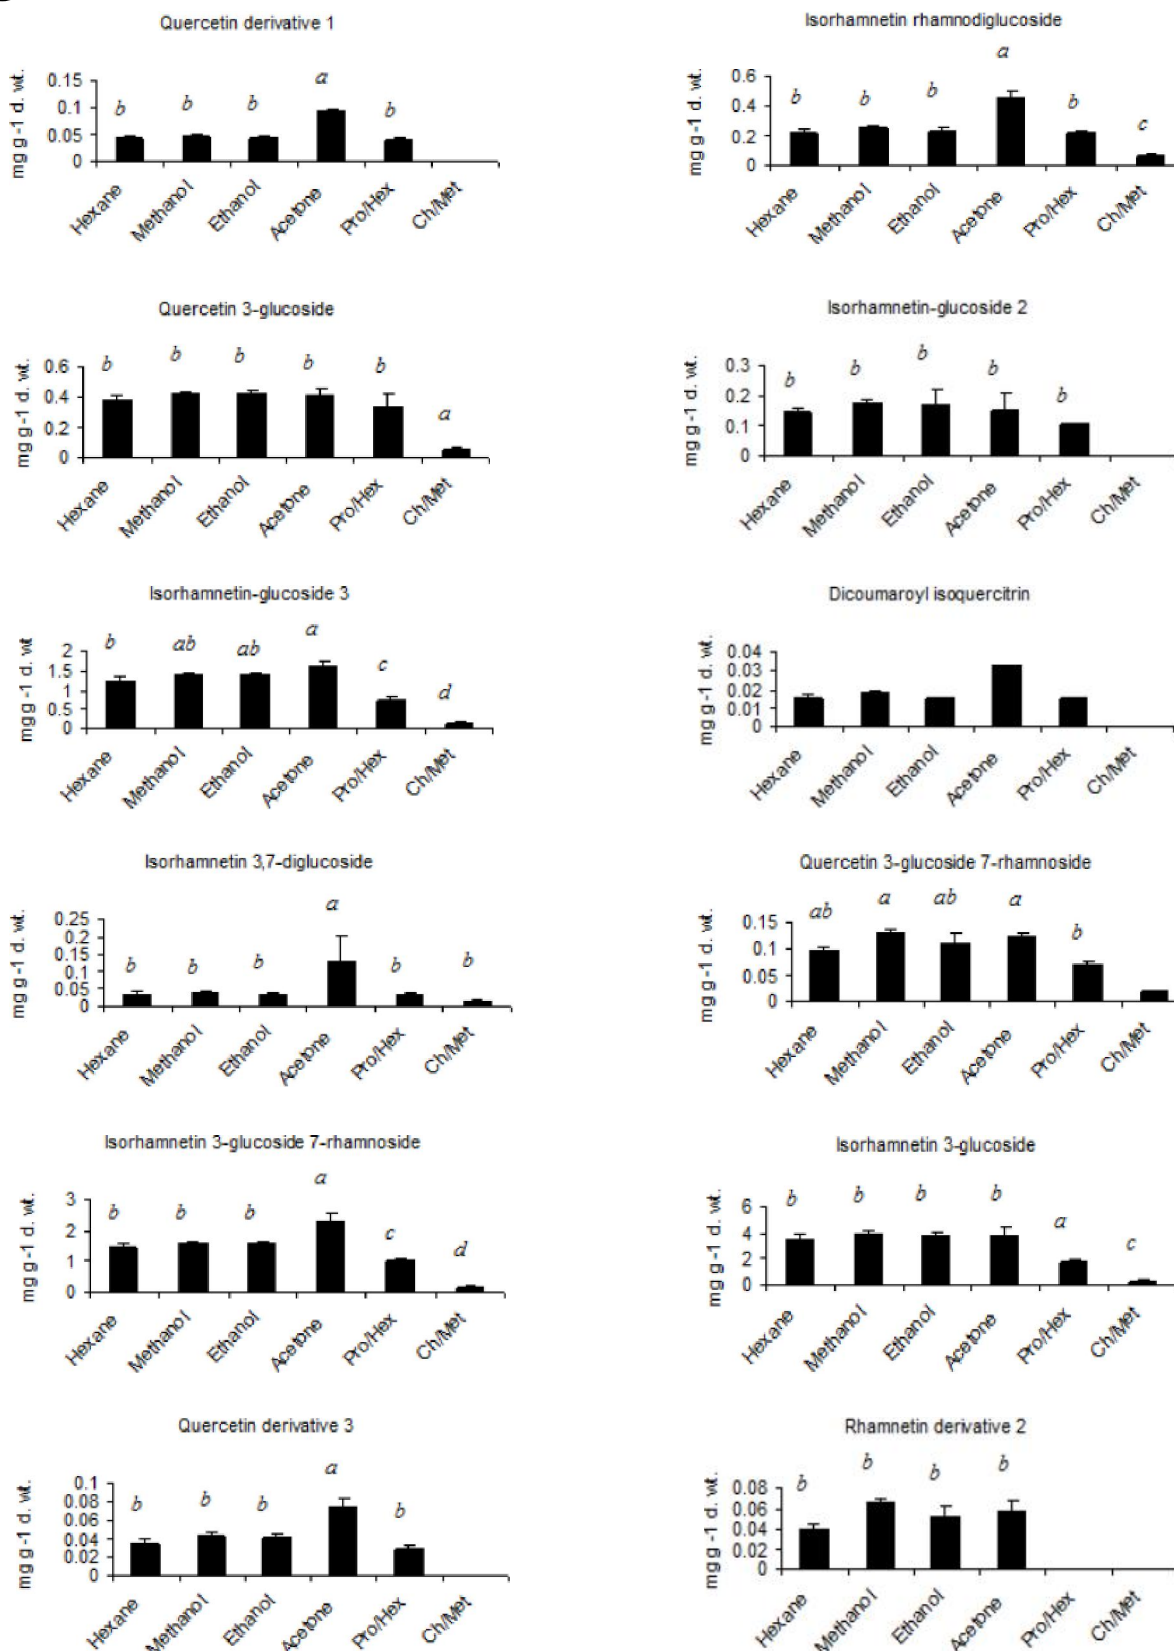 Quercetin derivative 1
mg g-1 d. wt.
0.15
0.1
0.05
0
b b b a b
Hexane Methanol Ethanol Acetone Pro/Hex Ch/Met
Isorhamnetin rhamnodiglucoside
mg g-1 d. wt.
0.6
0.4
0.2
0
b b b a b c
Hexane Methanol Ethanol Acetone Pro/Hex Ch/Met
Quercetin 3-glucoside
mg g-1 d. wt.
0.6
0.4
0.2
0
b b b b b a
Hexane Methanol Ethanol Acetone Pro/Hex Ch/Met
Isorhamnetin-glucoside 2
mg g-1 d. wt.
0.3
0.2
0.1
0
b b b b b
Hexane Methanol Ethanol Acetone Pro/Hex Ch/Met
Isorhamnetin-glucoside 3
mg g-1 d. wt
2
1.5
1
0.5
0
b ab ab a c d
Hexane Methanol Ethanol Acetone Pro/Hex Ch/Met
Dicoumaroyl isoquercitrin
mg g-1 d. wt.
0.04
0.03
0.02
0.01
0
Hexane Methanol Ethanol Acetone Pro/Hex Ch/Met
Isorhamnetin 3,7-diglucoside
mg g-1 d. wt.
0.25
0.2
0.15
0.1
0.05
0
b b b a b b
Hexane Methanol Ethanol Acetone Pro/Hex Ch/Met
Quercetin 3-glucoside 7-rhamnoside
mg g-1 d. wt.
0.15
0.1
0.05
0
ab a ab a b
Hexane Methanol Ethanol Acetone Pro/Hex Ch/Met
Isorhamnetin 3-glucoside 7-rhamnoside
mg g-1 d. wt.
3
2
1
0
b b b a c d
Hexane Methanol Ethanol Acetone Pro/Hex Ch/Met
Isorhamnetin 3-glucoside
mg g-1 d. wt.
6
4
2
0
b b b b a c
Hexane Methanol Ethanol Acetone Pro/Hex Ch/Met
Quercetin derivative 3
mg g-1 d. wt.
0.1
0.08
0.06
0.04
0.02
0
b b b a b
Hexane Methanol Ethanol Acetone Pro/Hex Ch/Met
Rhamnetin derivative 2
mg g-1 d. wt.
0.08
0.06
0.04
0.02
0
b b b b
Hexane Methanol Ethanol Acetone Pro/Hex Ch/Met